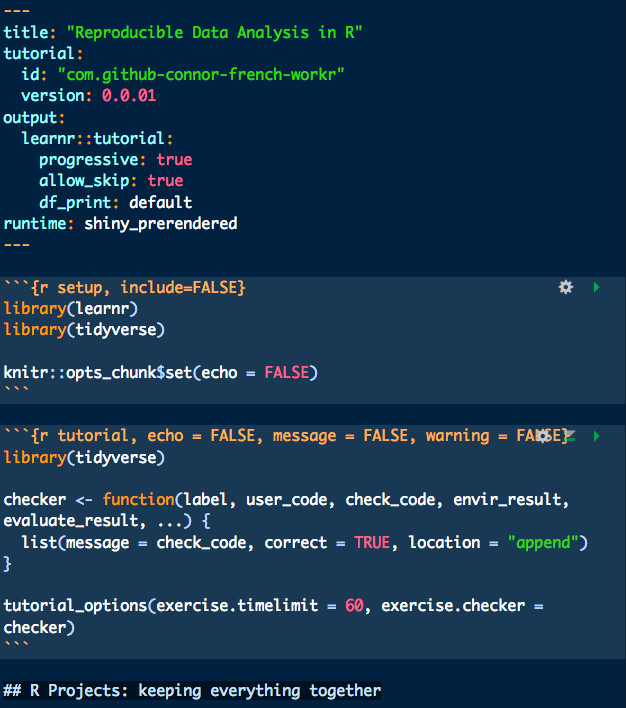 ---
title: "Reproducible Data Analysis in R"
tutorial:
  id: "com.github-connor-french-workr"
  version: 0.0.01
output:
  learnr::tutorial:
    progressive: true
    allow_skip: true
    df_print: default
runtime: shiny_prerendered
---
```{r setup, include=FALSE}
library(learnr)
library(tidyverse)
knitr::opts_chunk$set(echo = FALSE)
```
```{r tutorial, echo = FALSE, message = FALSE, warning = FALSE}
library(tidyverse)
checker <- function(label, user_code, check_code, envir_result,
evaluate_result, ...) {
  list(message = check_code, correct = TRUE, location = "append")
}
tutorial_options(exercise.timelimit = 60, exercise.checker =
checker)
```
## R Projects: keeping everything together